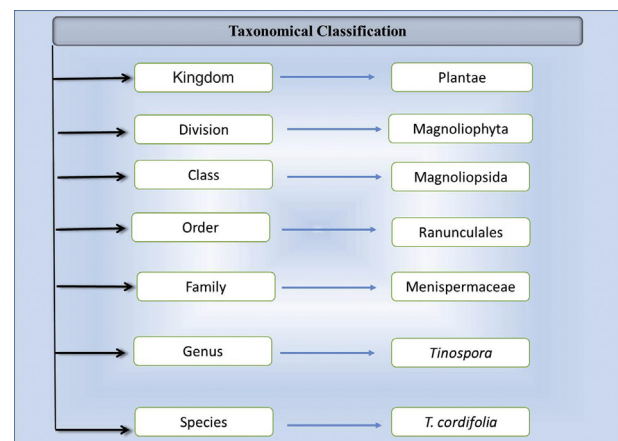 Taxonomical Classification
Kingdom Plantae
Division Magnoliophyta
Class Magnoliopsida
Order Ranunculales
Family Menispermaceae
Genus Tinospora
Species T. cordifolia